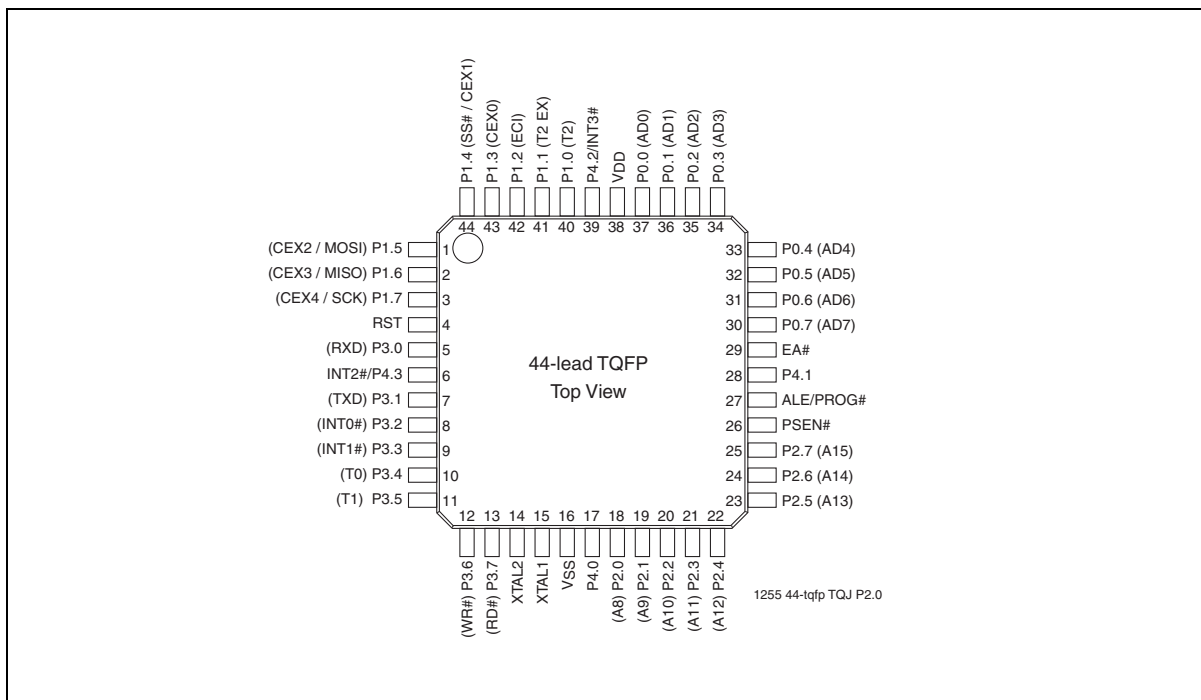 P1.4 (SS# / CEX1)
P1.3 (CEX0)
P1.2 (ECI)
P1.1 (T2 EX)
P1.0 (T2)
P4.2/INT3#
VDD
P0.0 (AD0)
P0.1 (AD1)
P0.2 (AD2)
P0.3 (AD3)
44 43 42 41 40 39 38 37 36 35 34
(CEX2 / MOSI) P1.5 1
(CEX3 / MISO) P1.6 2
(CEX4 / SCK) P1.7 3
RST 4
(RXD) P3.0 5
INT2#/P4.3 6
(TXD) P3.1 7
(INT0#) P3.2 8
(INT1#) P3.3 9
(T0) P3.4 10
(T1) P3.5 11
44-lead TQFP
Top View
33 P0.4 (AD4)
32 P0.5 (AD5)
31 P0.6 (AD6)
30 P0.7 (AD7)
29 EA#
28 P4.1
27 ALE/PROG#
26 PSEN#
25 P2.7 (A15)
24 P2.6 (A14)
23 P2.5 (A13)
12 13 14 15 16 17 18 19 20 21 22
(WR#) P3.6
(RD#) P3.7
XTAL2
XTAL1
VSS
P4.0
(A8) P2.0
(A9) P2.1
(A10) P2.2
(A11) P2.3
(A12) P2.4
1255 44-tqfp TQJ P2.0